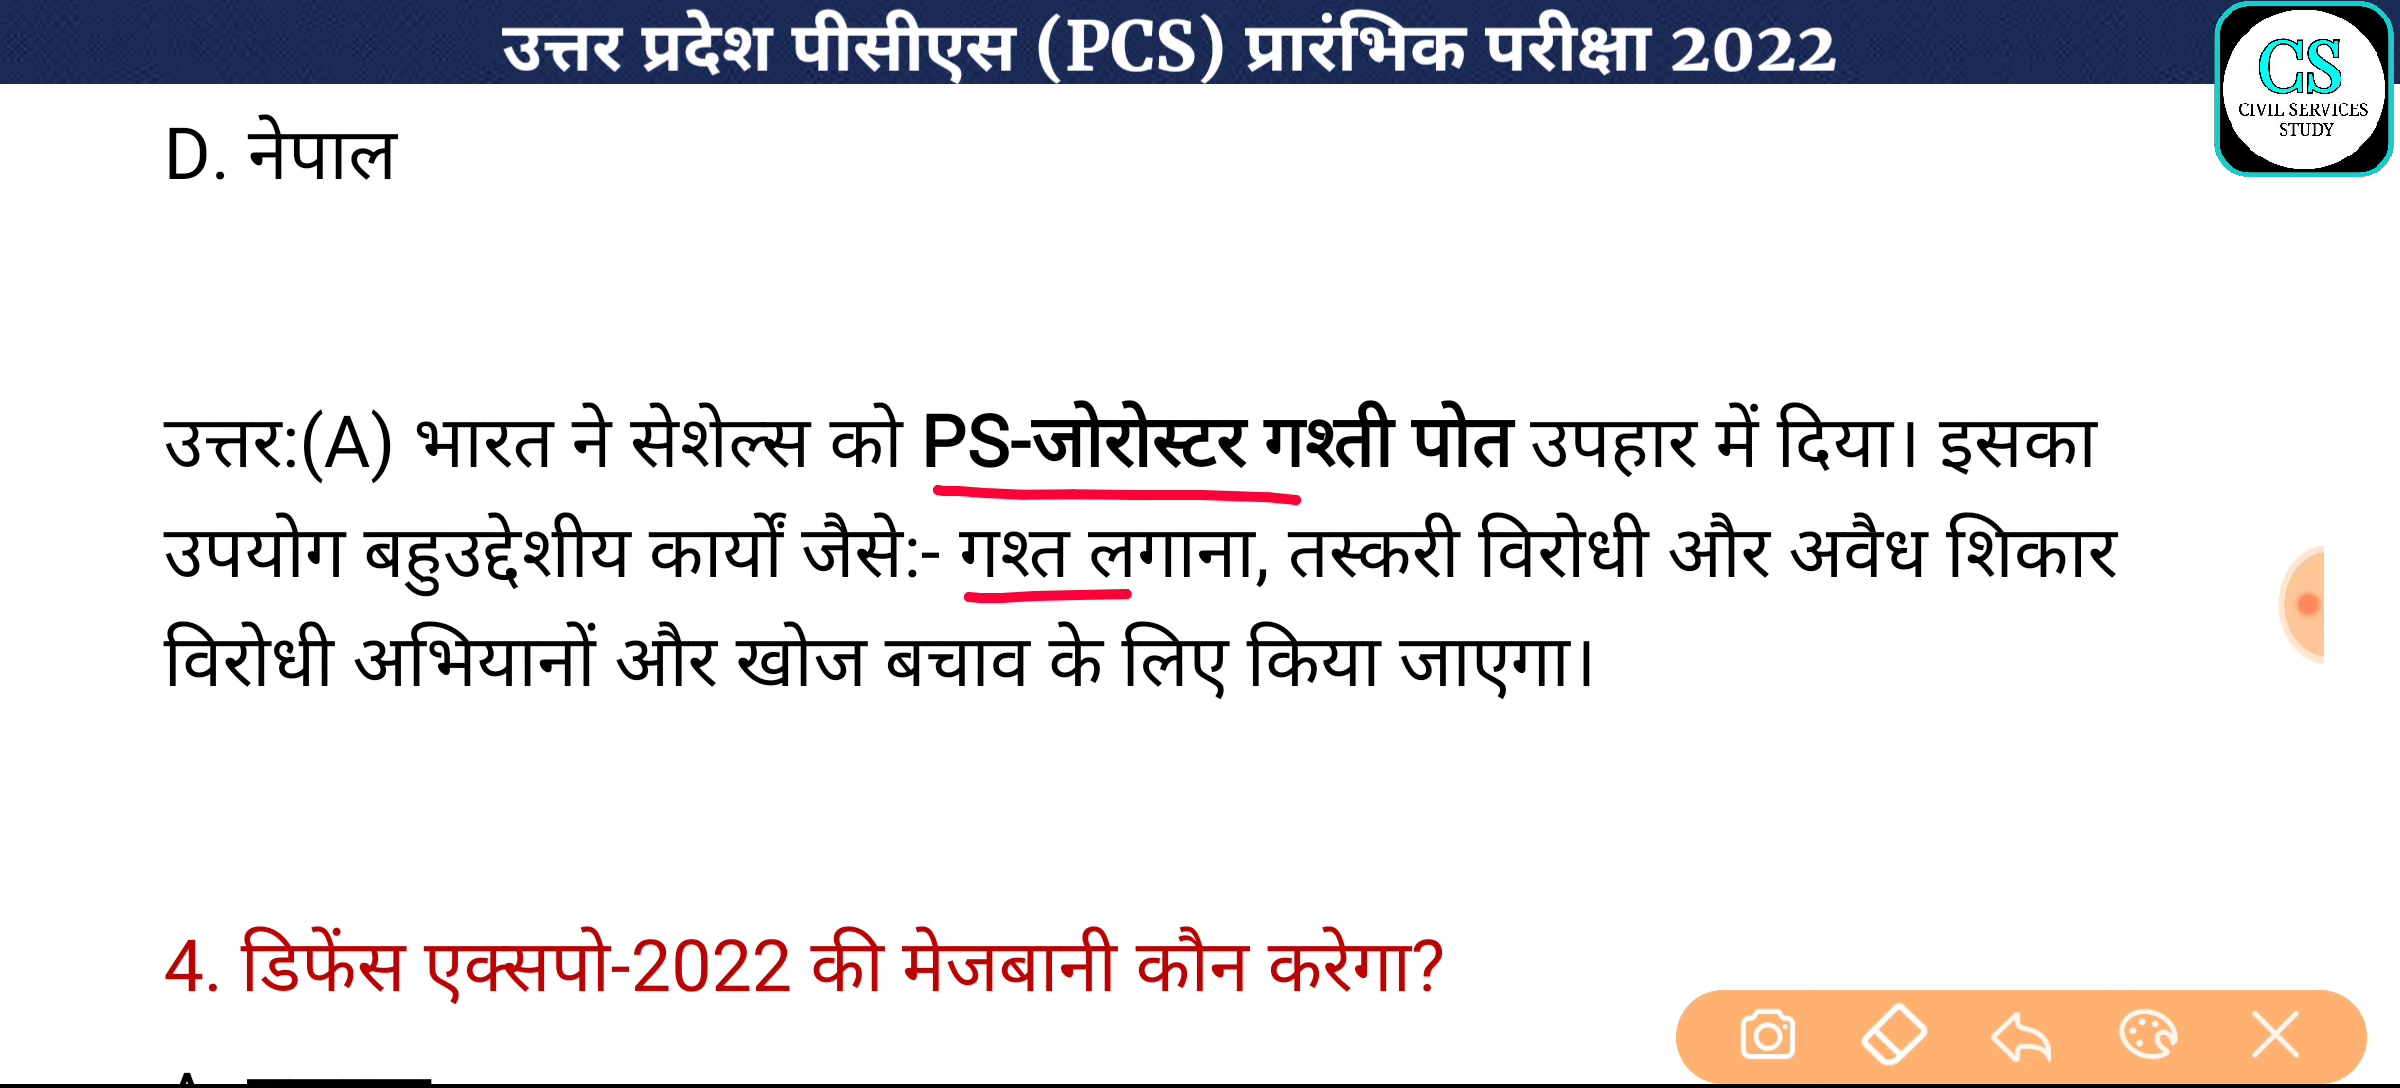 उत्तर प्रदेश पीसीएस (PCS) प्रारंभिक परीक्षा 2022
CS
CIVIL SERVICES
STUDY
D. नेपाल
उत्तर:(A) भारत ने सेशेल्स को PS-जोरोस्टर गश्ती पोत उपहार में दिया। इसका
उपयोग बहुउद्देशीय कार्यों जैसे:- गश्त लगाना, तस्करी विरोधी और अवैध शिकार
विरोधी अभियानों और खोज बचाव के लिए किया जाएगा।
4. डिफेंस एक्सपो-2022 की मेजबानी कौन करेगा?